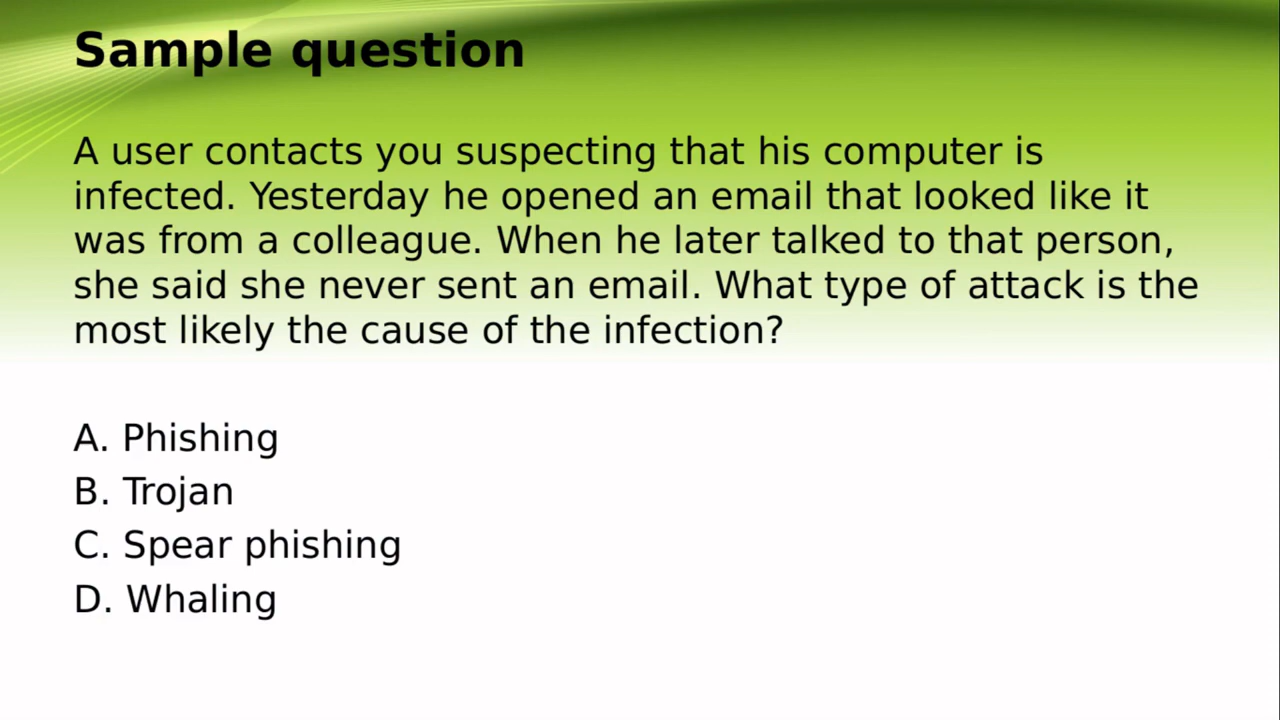 Sample question
A user contacts you suspecting that his computer is
infected. Yesterday he opened an email that looked like it
was from a colleague. When he later talked to that person,
she said she never sent an email. What type of attack is the
most likely the cause of the infection?
A. Phishing
B. Trojan
C. Spear phishing
D. Whaling